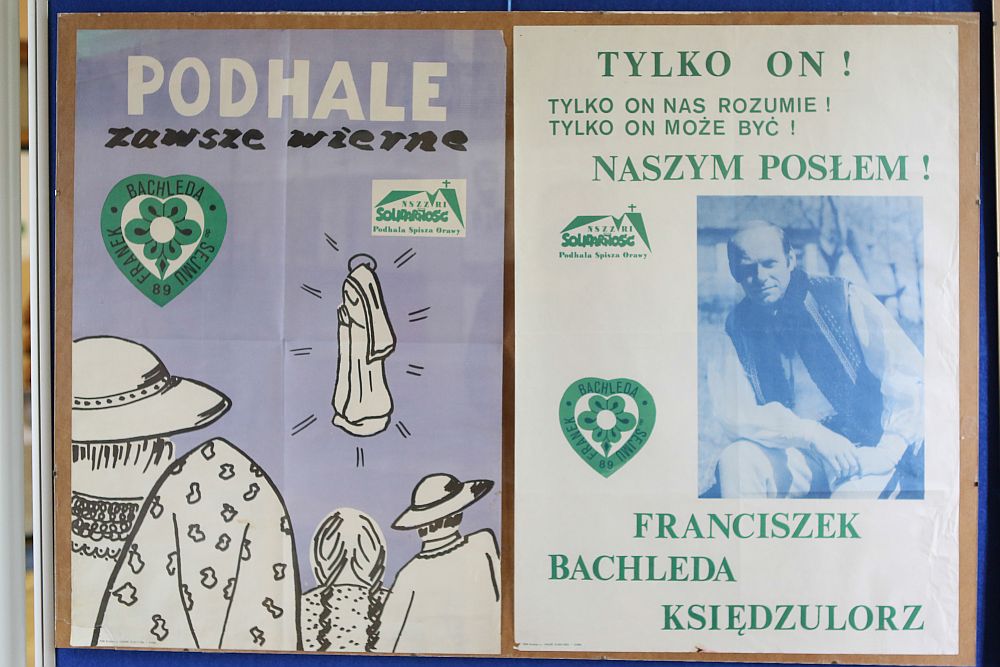 PODHALE
zawsze wierne
BACHLEDA
FRANEK
DO SEJMU
89
NSZZ RI
SOLIDARNOŚĆ
Podhala Spisza Orawy
TYLKO ON !
TYLKO ON NAS ROZUMIE !
TYLKO ON MOŻE BYĆ !
NASZYM POSŁEM !
NSZZ RI
SOLIDARNOŚĆ
Podhala Spisza Orawy
BACHLEDA
FRANEK
DO SEJMU
89
FRANCISZEK
BACHLEDA
KSIĘDZULORZ